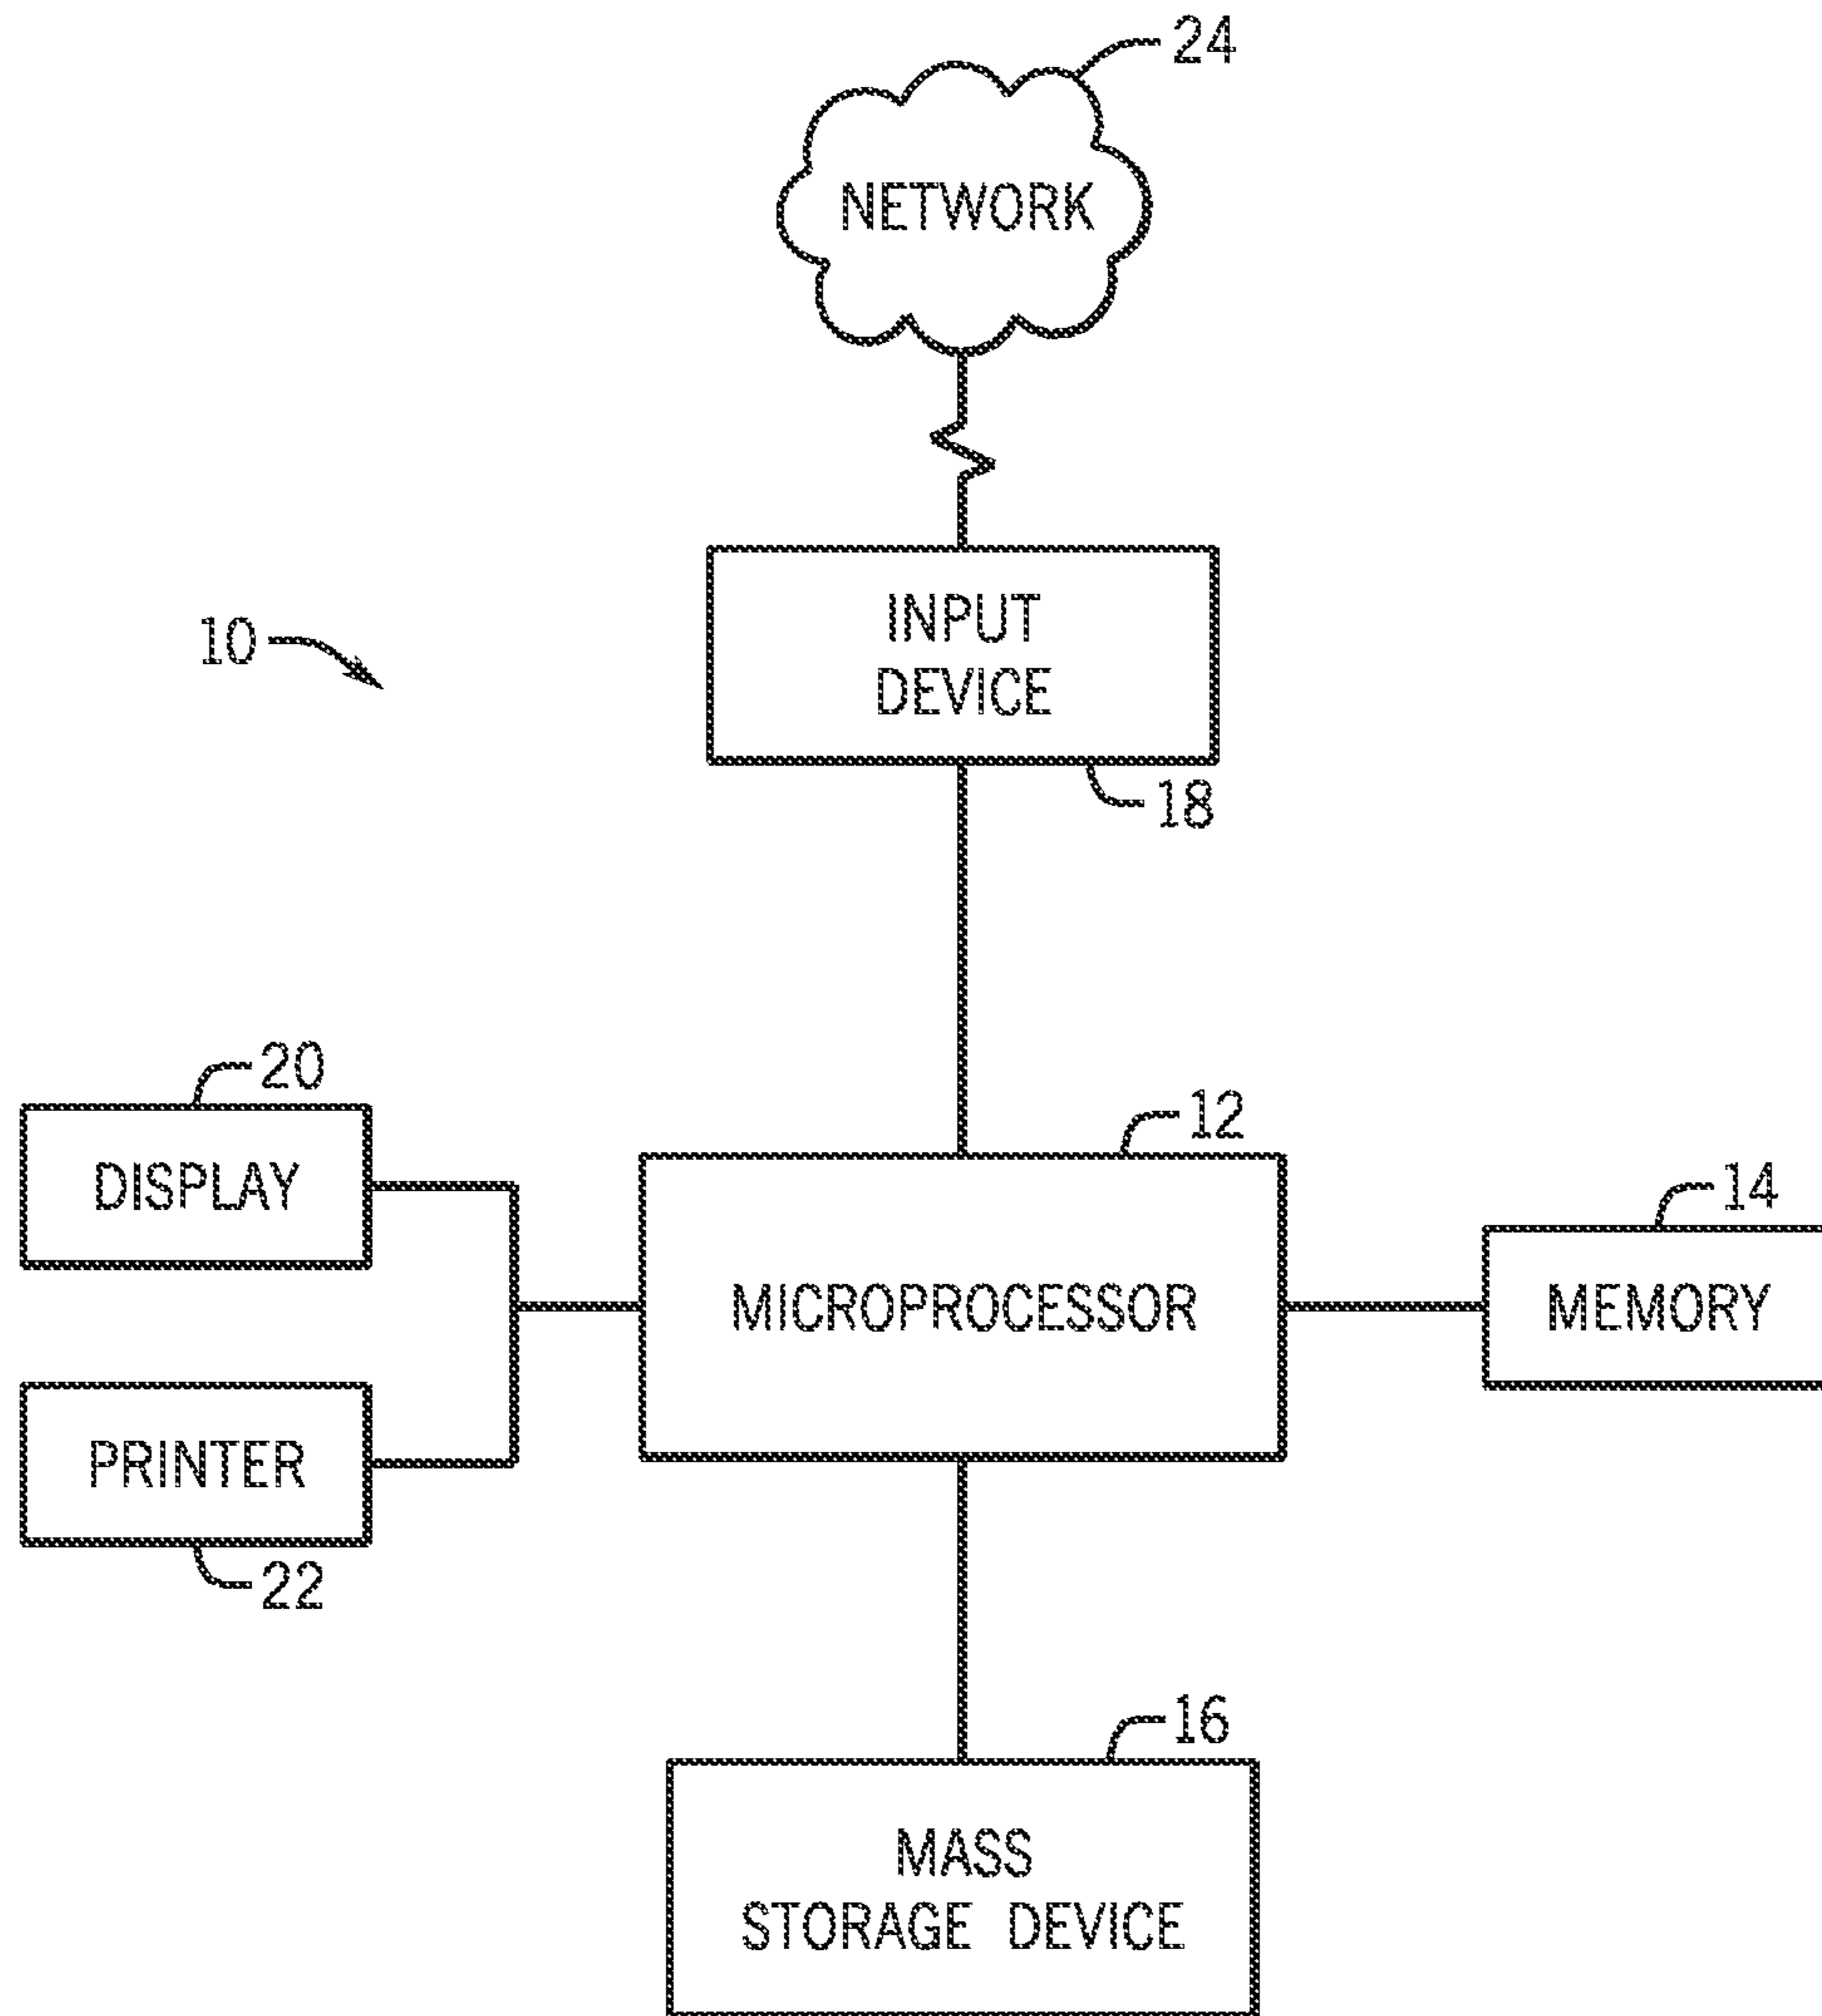 24
NETWORK
10
INPUT
DEVICE
18
20
12
DISPLAY
14
MICROPROCESSOR
MEMORY
PRINTER
22
16
MASS
STORAGE DEVICE